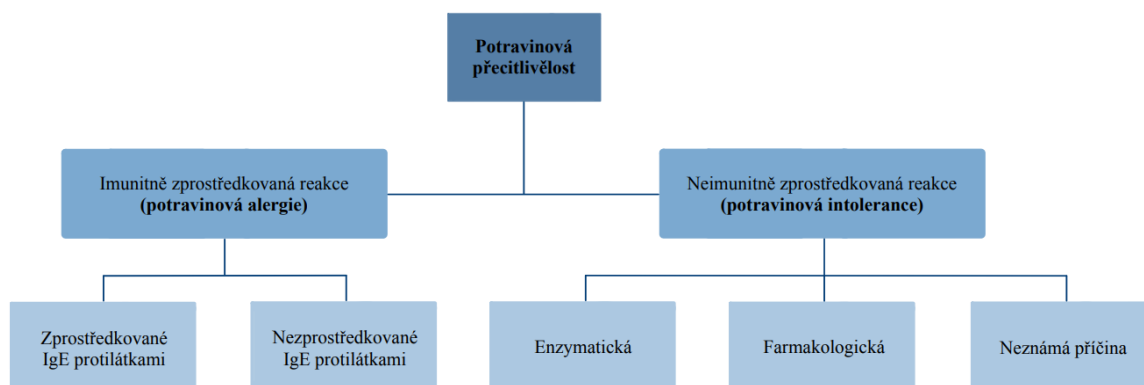 Potravinová
přecitlivělost
Imunitně zprostředkovaná reakce
(potravinová alergie)
Neimunitně zprostředkovaná reakce
(potravinová intolerance)
Zprostředkované
IgE protilátkami
Nezprostředkované
IgE protilátkami
Enzymatická
Farmakologická
Neznámá příčina